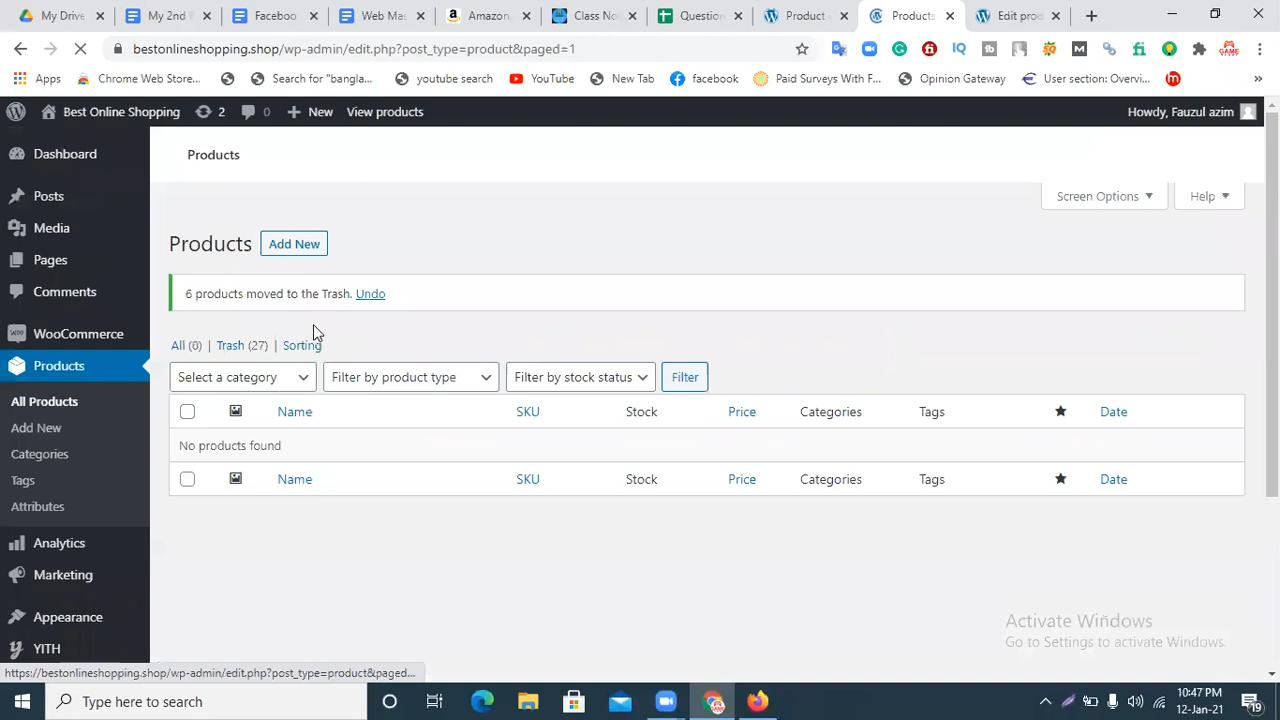 My Drive
My 2nd W
Faceboo
Web Ma
Amazon
Class No
Question
Product
Products
Edit prod
bestonlineshopping.shop/wp-admin/edit.php?post_type=product&paged=1
Apps
Chrome Web Store...
Search for "bangla...
youtube search
YouTube
New Tab
facebook
Paid Surveys With F...
Opinion Gateway
User section: Overvi...
Best Online Shopping
2
0
New
View products
Howdy, Fauzul azim
Dashboard
Posts
Media
Pages
Comments
WooCommerce
Products
All Products
Add New
Categories
Tags
Attributes
Analytics
Marketing
Appearance
YITH
Products
Screen Options
Help
Products
Add New
6 products moved to the Trash. Undo
All (0) | Trash (27) | Sorting
Select a category
Filter by product type
Filter by stock status
Filter
Name SKU Stock Price Categories Tags Date
No products found
Name SKU Stock Price Categories Tags Date
Activate Windows
Go to Settings to activate Windows.
https://bestonlineshopping.shop/wp-admin/edit.php?post_type=product&paged...
Type here to search
10:47 PM
12-Jan-21
19